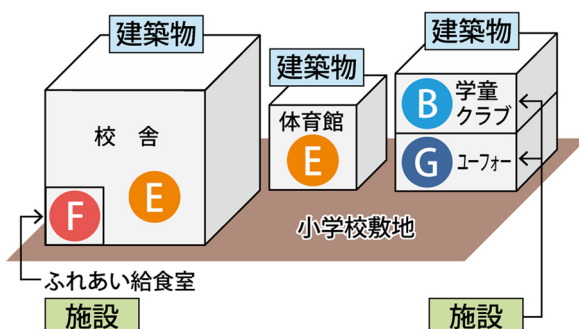 建築物
建築物
建築物
校 舎
E
F
体育館
E
B
学童
クラブ
G
ユーフォー
小学校敷地
ふれあい給食室
施設
施設